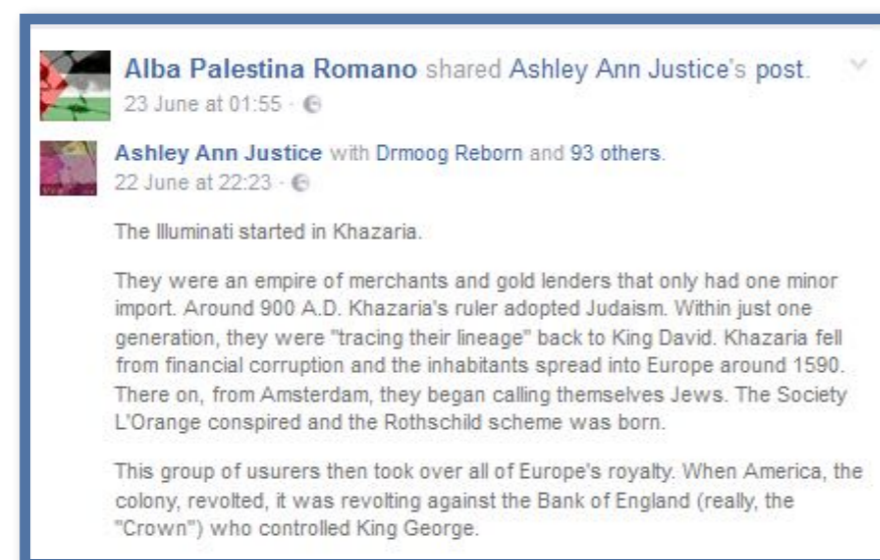 Alba Palestina Romano shared Ashley Ann Justice's post.
23 June at 01:55 ·
Ashley Ann Justice with Drmoog Reborn and 93 others.
22 June at 22:23 ·
The Illuminati started in Khazaria.
They were an empire of merchants and gold lenders that only had one minor
import. Around 900 A.D. Khazaria's ruler adopted Judaism. Within just one
generation, they were "tracing their lineage" back to King David. Khazaria fell
from financial corruption and the inhabitants spread into Europe around 1590.
There on, from Amsterdam, they began calling themselves Jews. The Society
L'Orange conspired and the Rothschild scheme was born.
This group of usurers then took over all of Europe's royalty. When America, the
colony, revolted, it was revolting against the Bank of England (really, the
"Crown") who controlled King George.